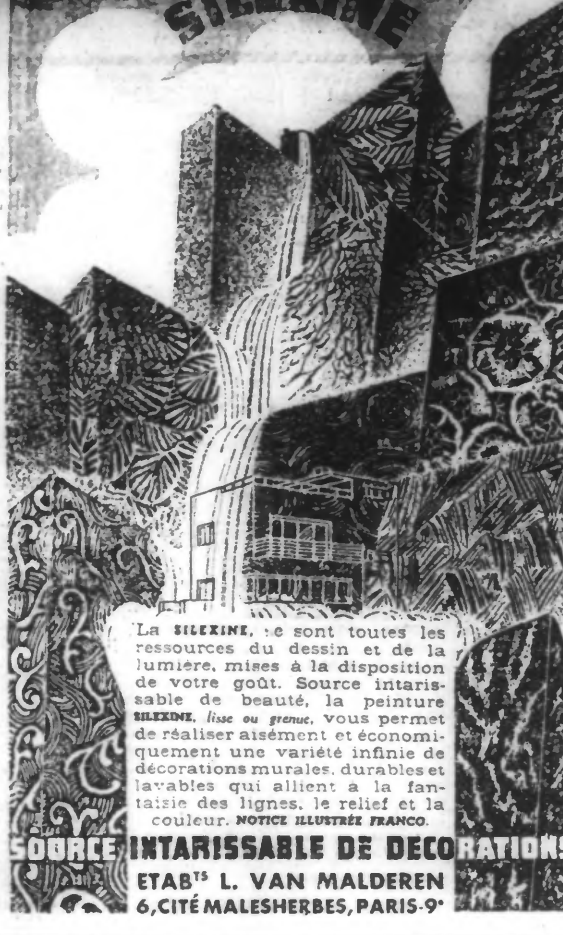 SILEXINE
La SILEXINE, ce sont toutes les
ressources du dessin et de la
lumière, mises à la disposition
de votre goût. Source intaris-
sable de beauté, la peinture
SILEXINE, lisse ou grenue, vous permet
de réaliser aisément et économi-
quement une variété infinie de
décorations murales, durables et
lavables qui allient à la fan-
taisie des lignes, le relief et la
couleur. NOTICE ILLUSTRÉE FRANCO.
SOURCE INTARISSABLE DE DECORATIONS
ETABTS L. VAN MALDEREN
6, CITÉ MALESHERBES, PARIS-9e